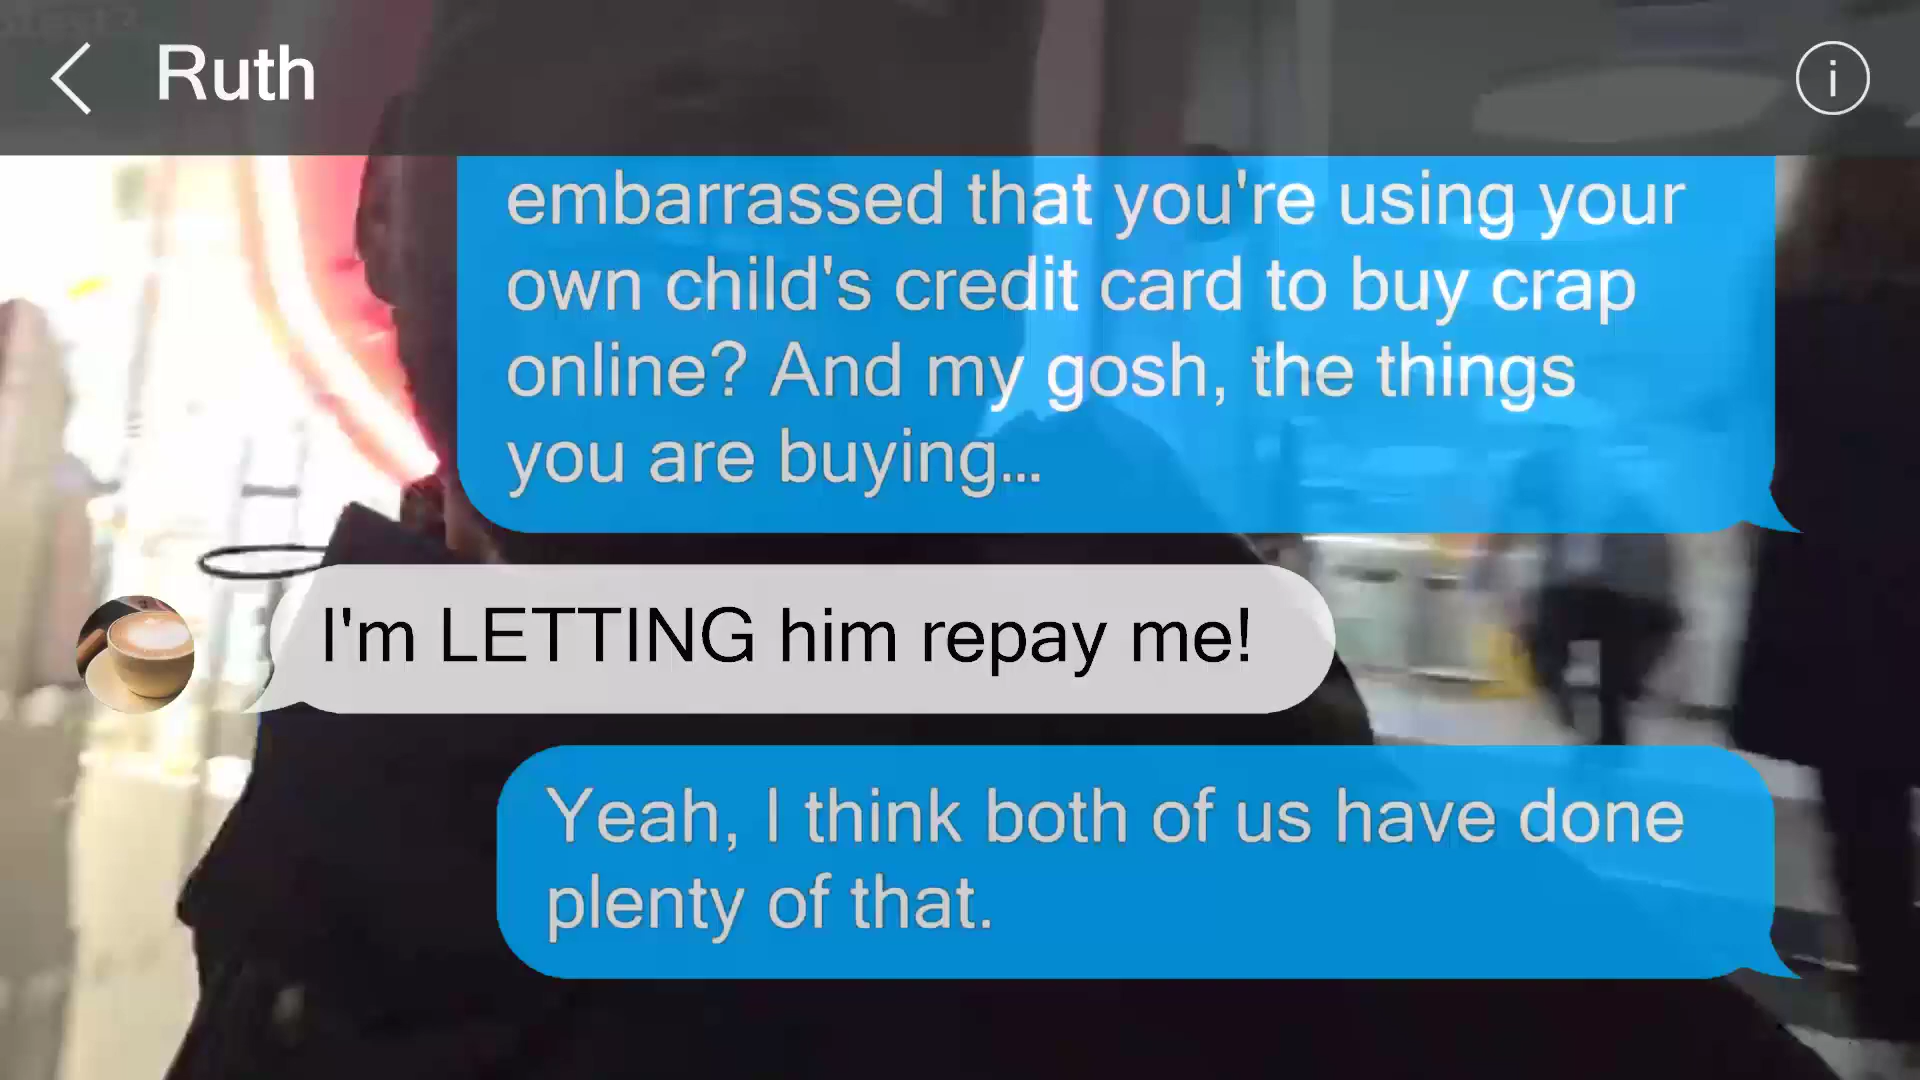 Ruth
i
embarrassed that you're using your
own child's credit card to buy crap
online? And my gosh, the things
you are buying...
I'm LETTING him repay me!
Yeah, I think both of us have done
plenty of that.